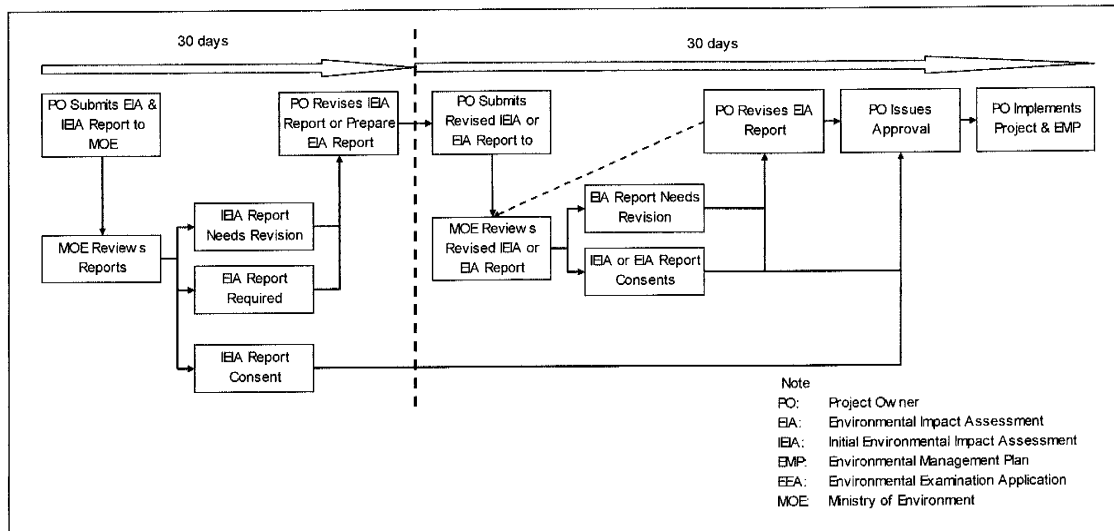 30 days
30 days
PO Submits EIA &
IEIA Report to
MOE
PO Revises IEIA
Report or Prepare
EIA Report
PO Submits
Revised IEIA or
EIA Report to
PO Revises EIA
Report
PO Issues
Approval
PO Implements
Project & EMP
MOE Review's
Reports
IEIA Report
Needs Revision
EIA Report
Required
IEIA Report
Consent
MOE Review's
Revised IEIA or
EIA Report
EIA Report Needs
Revision
IEIA or EIA Report
Consents
Note
PO: Project Owner
EIA: Environmental Impact Assessment
IEIA: Initial Environmental Impact Assessment
EMP: Environmental Management Plan
EEA: Environmental Examination Application
MOE: Ministry of Environment